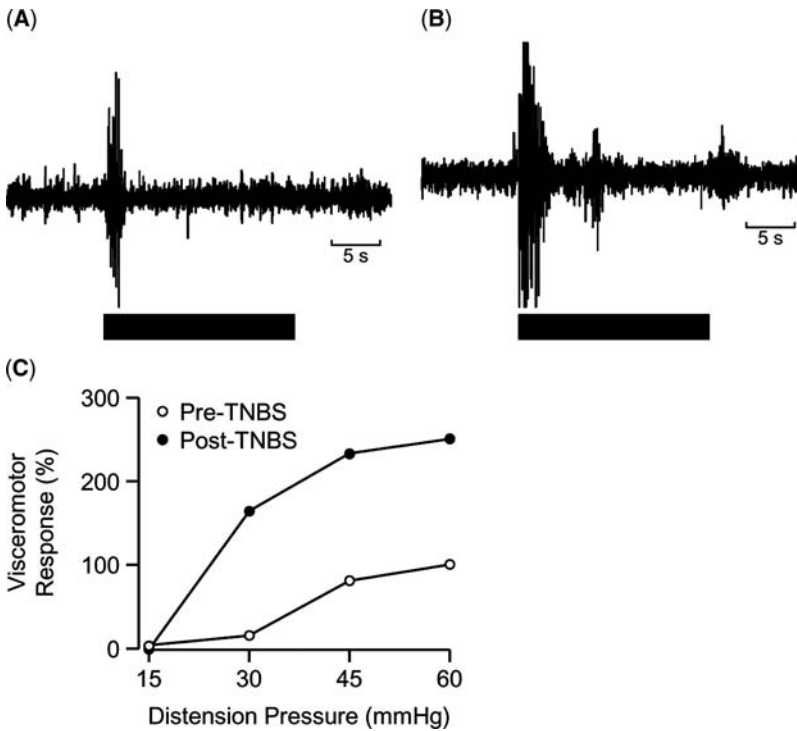 (A)
(B)
5 s
5 s
(C)
300
200
100
0
Visceromotor
Response (%)
Pre-TNBS
Post-TNBS
15 30 45 60
Distension Pressure (mmHg)